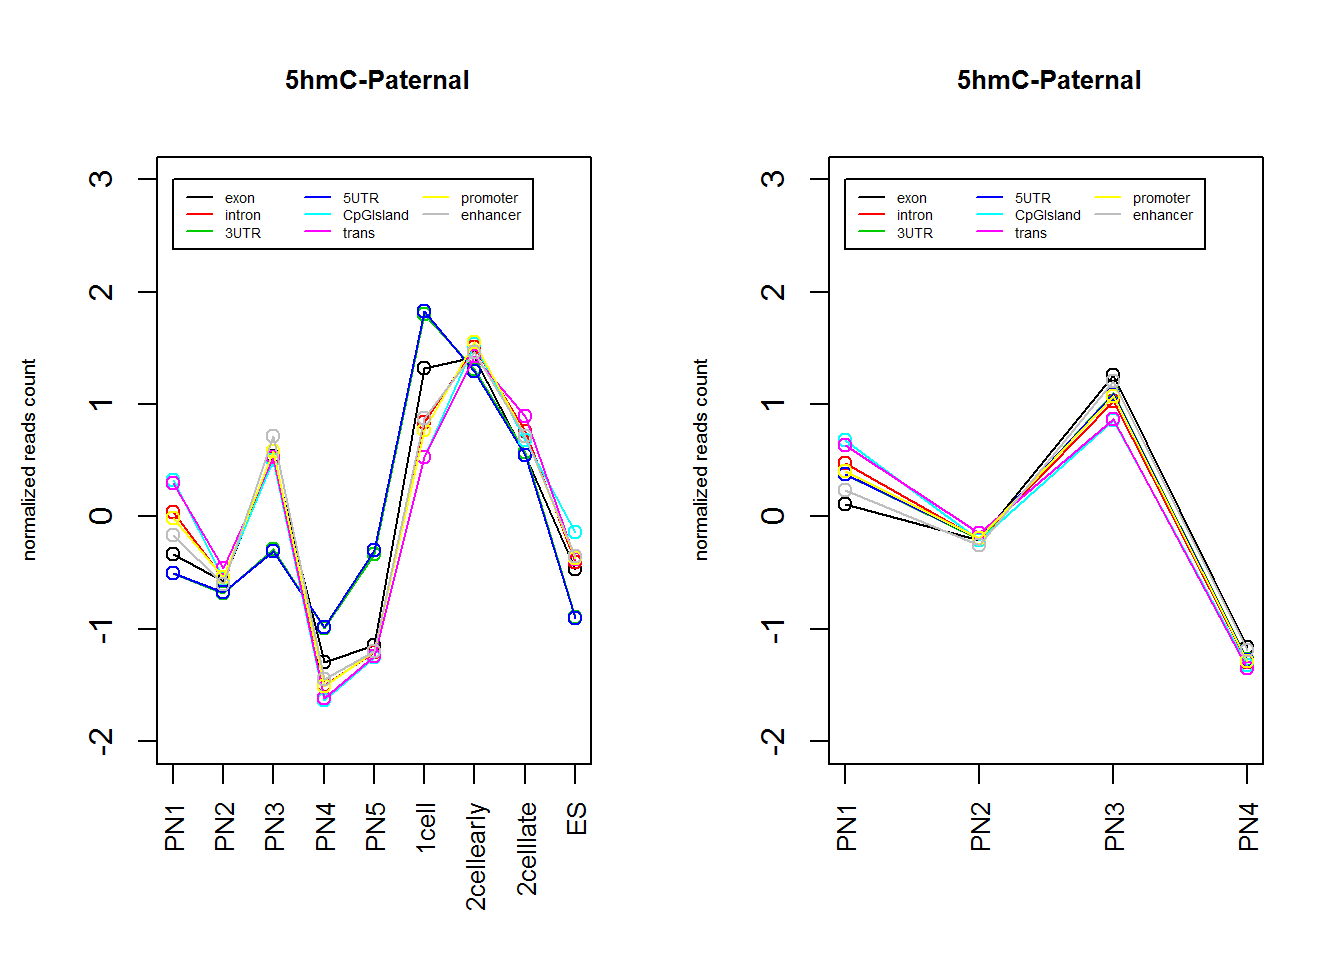 5hmC-Paternal
normalized reads count
3
2
1
0
-1
-2
exon
intron
3UTR
5UTR
CpGIsland
trans
promoter
enhancer
PN1
PN2
PN3
PN4
PN5
1cell
2cellearly
2celllate
ES
5hmC-Paternal
normalized reads count
3
2
1
0
-1
-2
exon
intron
3UTR
5UTR
CpGIsland
trans
promoter
enhancer
PN1
PN2
PN3
PN4